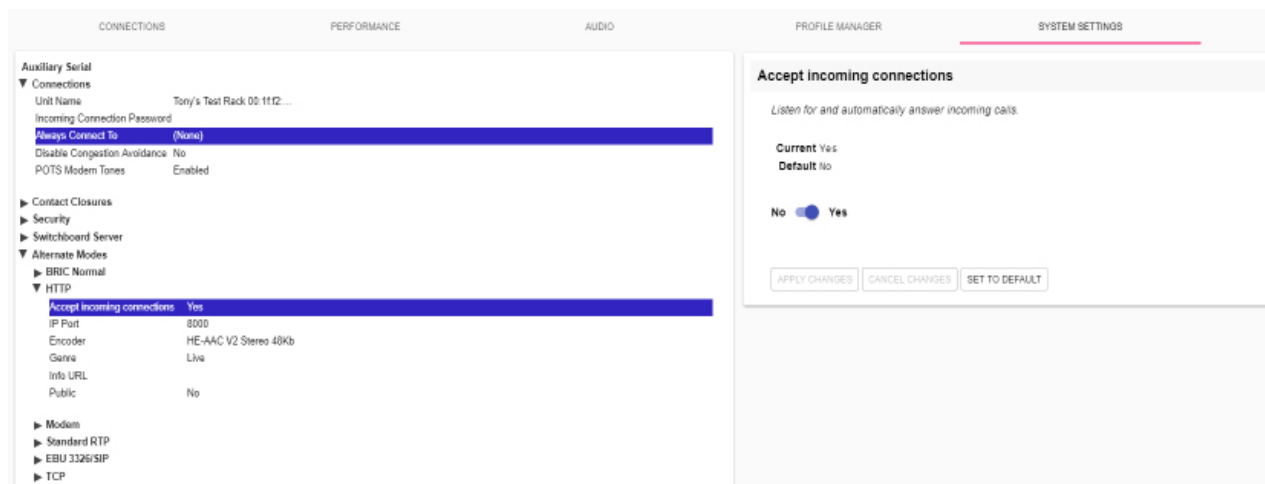 CONNECTIONS PERFORMANCE AUDIO PROFILE MANAGER SYSTEM SETTINGS
Auxiliary Serial
Connections
Unit Name Tony's Test Rack 00:1f:f2:...
Incoming Connection Password
Always Connect To (None)
Disable Congestion Avoidance No
POTS Modem Tones Enabled
Contact Closures
Security
Switchboard Server
Alternate Modes
BRIC Normal
HTTP
Accept incoming connections Yes
IP Port 8000
Encoder HE-AAC V2 Stereo 48Kb
Genre Live
Info URL
Public No
Modem
Standard RTP
EBU 3326/SIP
TCP
Accept incoming connections
Listen for and automatically answer incoming calls.
Current Yes
Default No
No Yes
APPLY CHANGES CANCEL CHANGES SET TO DEFAULT